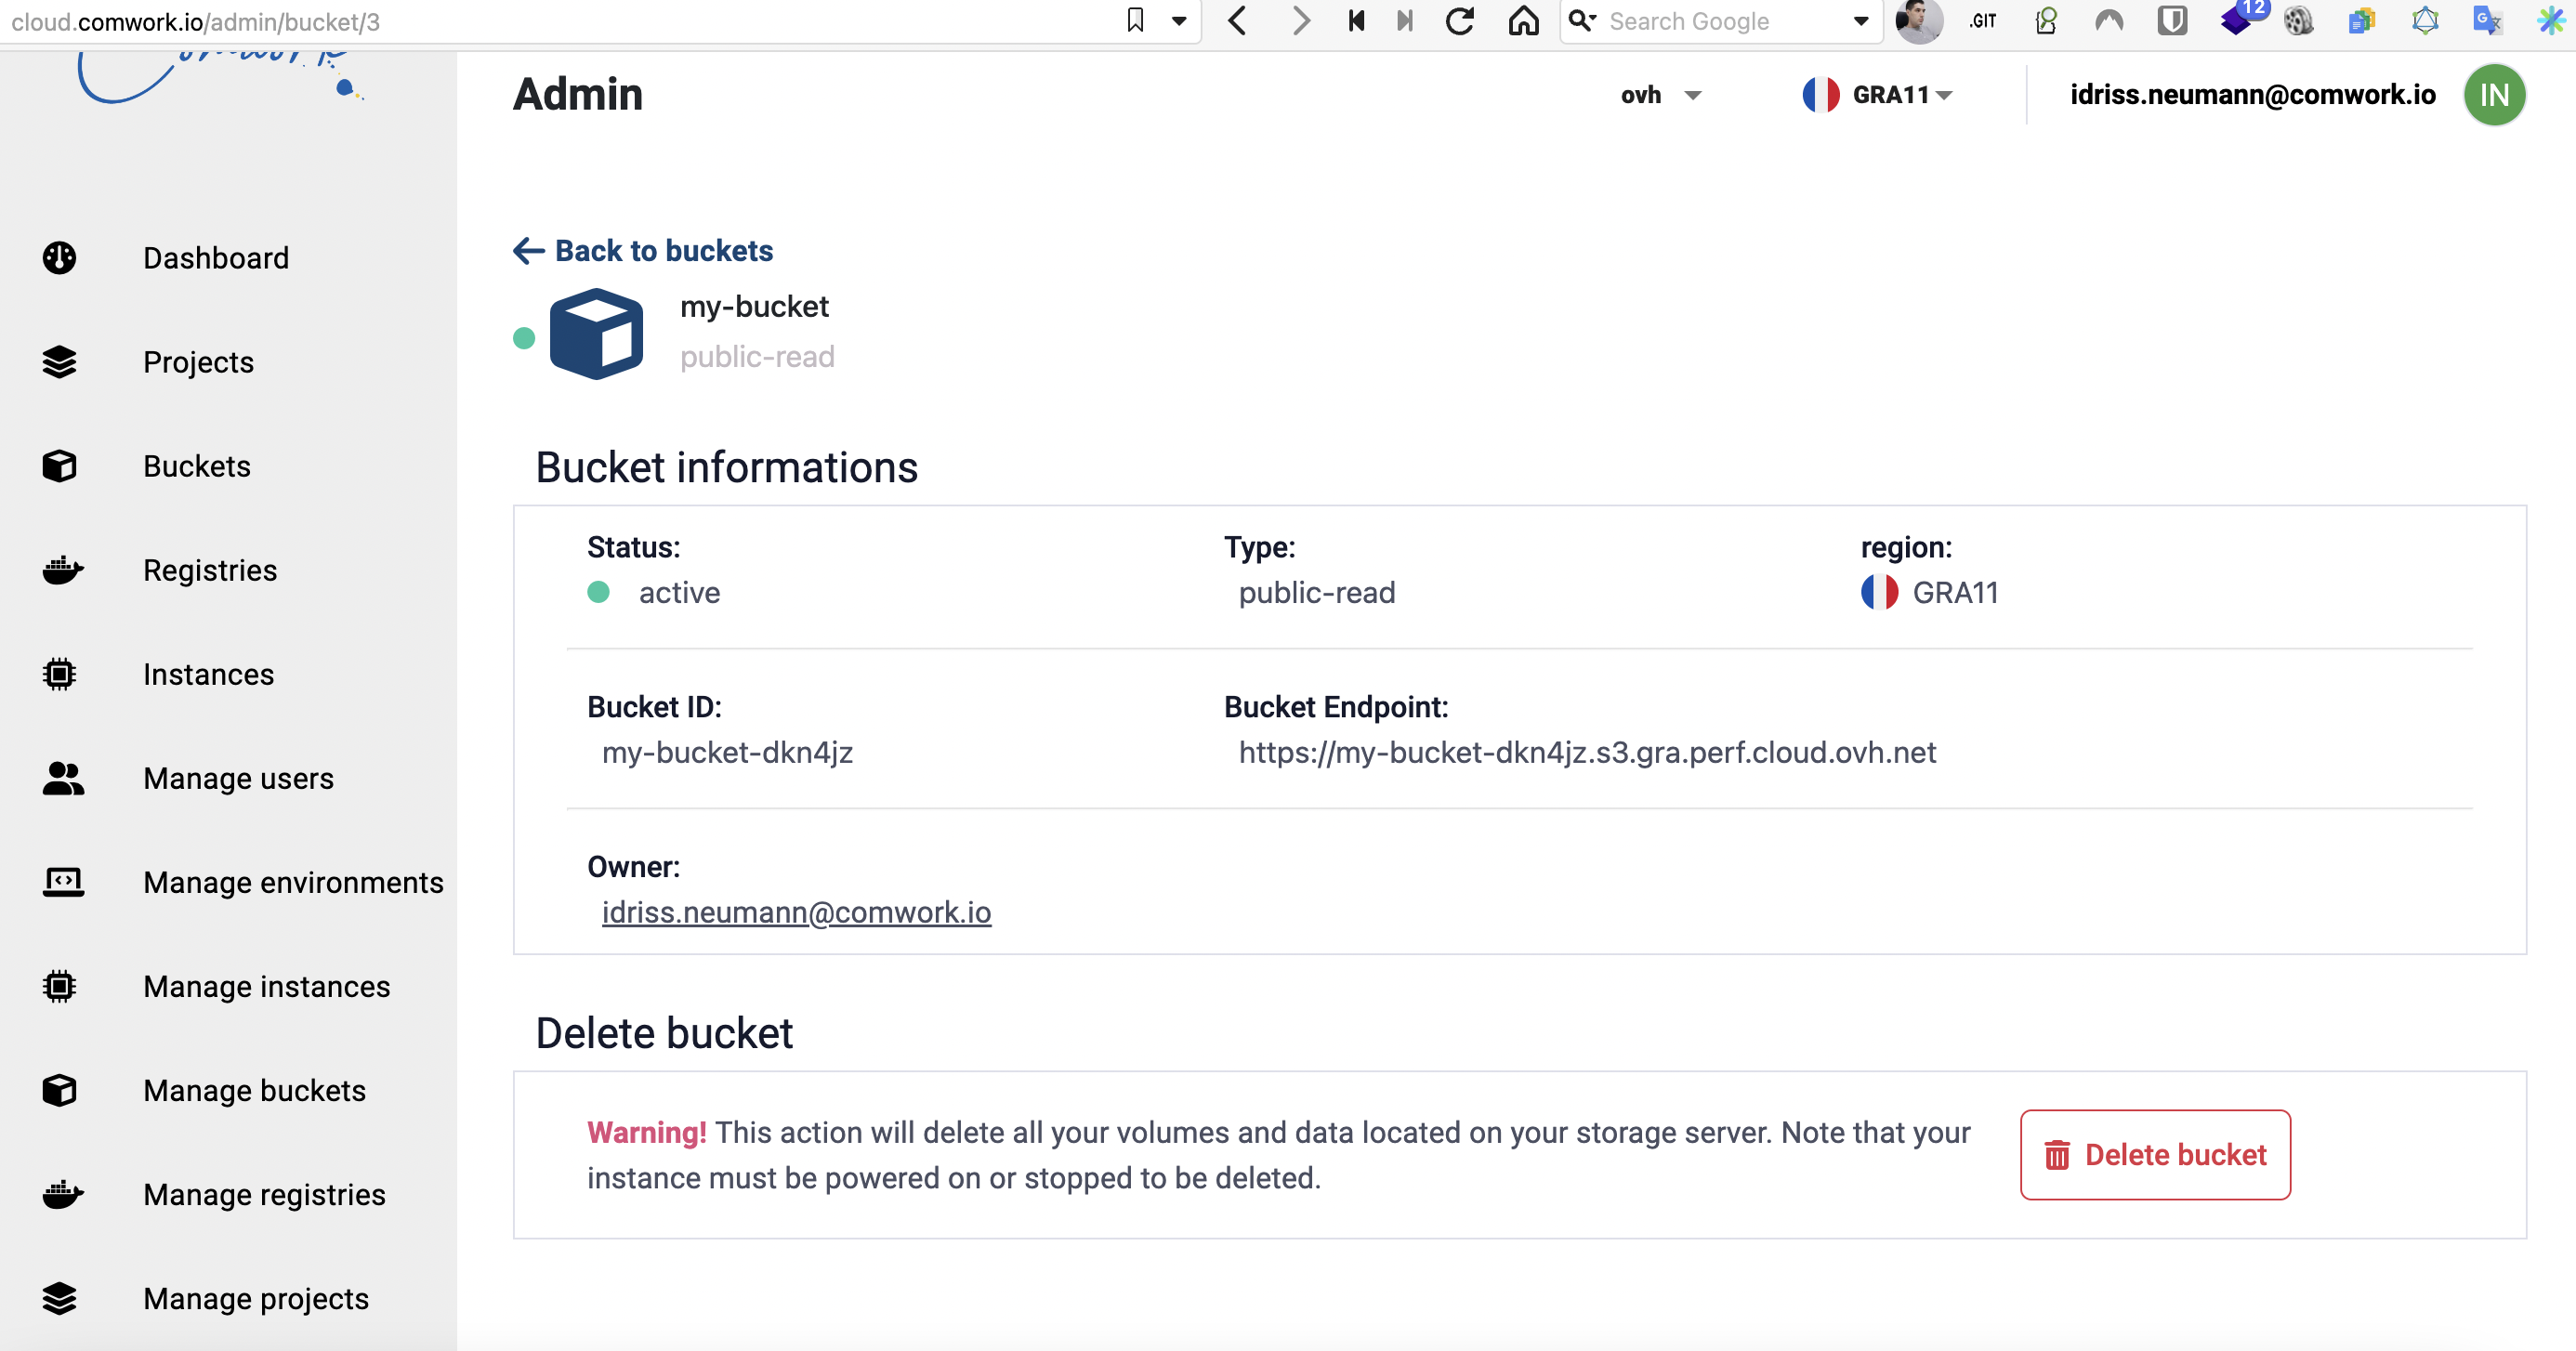 cloud.comwork.io/admin/bucket/3
Search Google
.GIT
12
Comwork
Admin
ovh
GRA11
idriss.neumann@comwork.io
IN
Dashboard
Projects
Buckets
Registries
Instances
Manage users
Manage environments
Manage instances
Manage buckets
Manage registries
Manage projects
Back to buckets
my-bucket
public-read
Bucket informations
Status:
active
Type:
public-read
region:
GRA11
Bucket ID:
my-bucket-dkn4jz
Bucket Endpoint:
https://my-bucket-dkn4jz.s3.gra.perf.cloud.ovh.net
Owner:
idriss.neumann@comwork.io
Delete bucket
Warning! This action will delete all your volumes and data located on your storage server. Note that your
instance must be powered on or stopped to be deleted.
Delete bucket